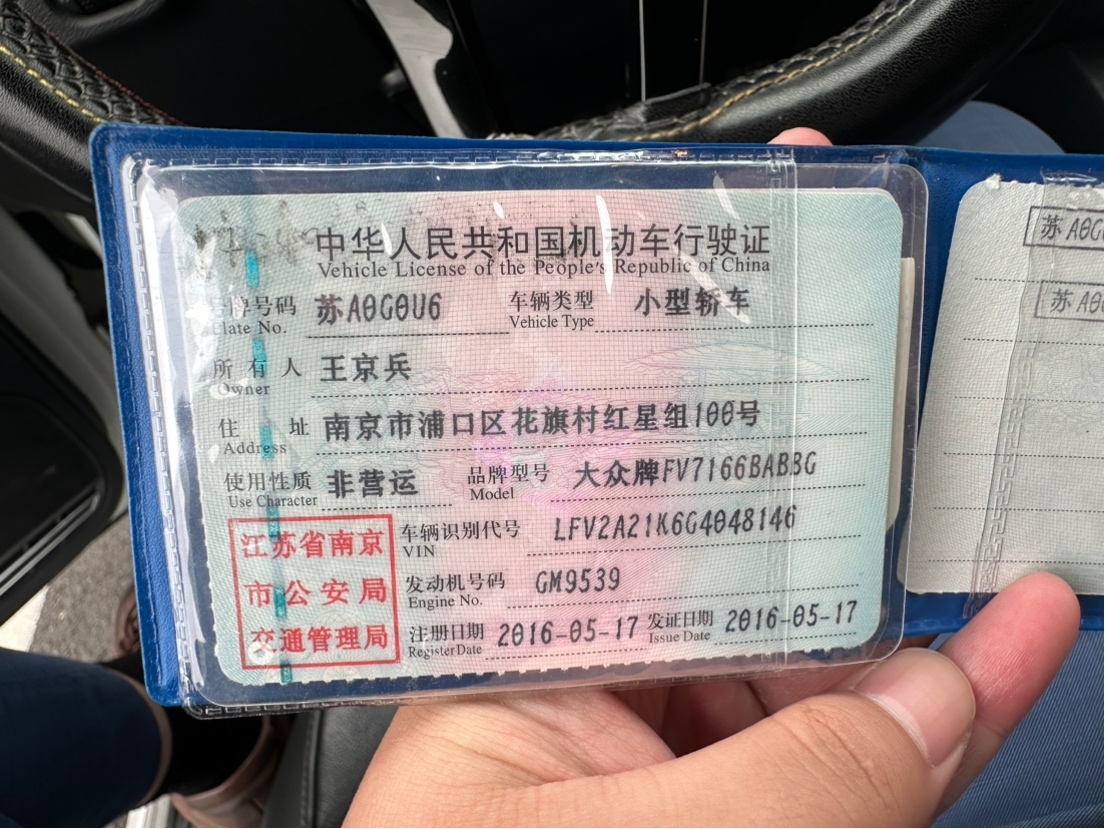 中华人民共和国机动车行驶证
Vehicle License of the People's Republic of China
号牌号码 苏A0G0U6 车辆类型 小型轿车
Plate No. Vehicle Type
所有人 王京兵
Owner
住址 南京市浦口区花旗村红星组100号
Address
使用性质 非营运 品牌型号 大众牌FV7166BABBG
Use Character Model
江苏省南京
市公安局
交通管理局
车辆识别代号 LFV2A21K6G4048146
VIN
发动机号码 GM9539
Engine No.
注册日期 2016-05-17 发证日期 2016-05-17
Register Date Issue Date
苏A0G
苏A0